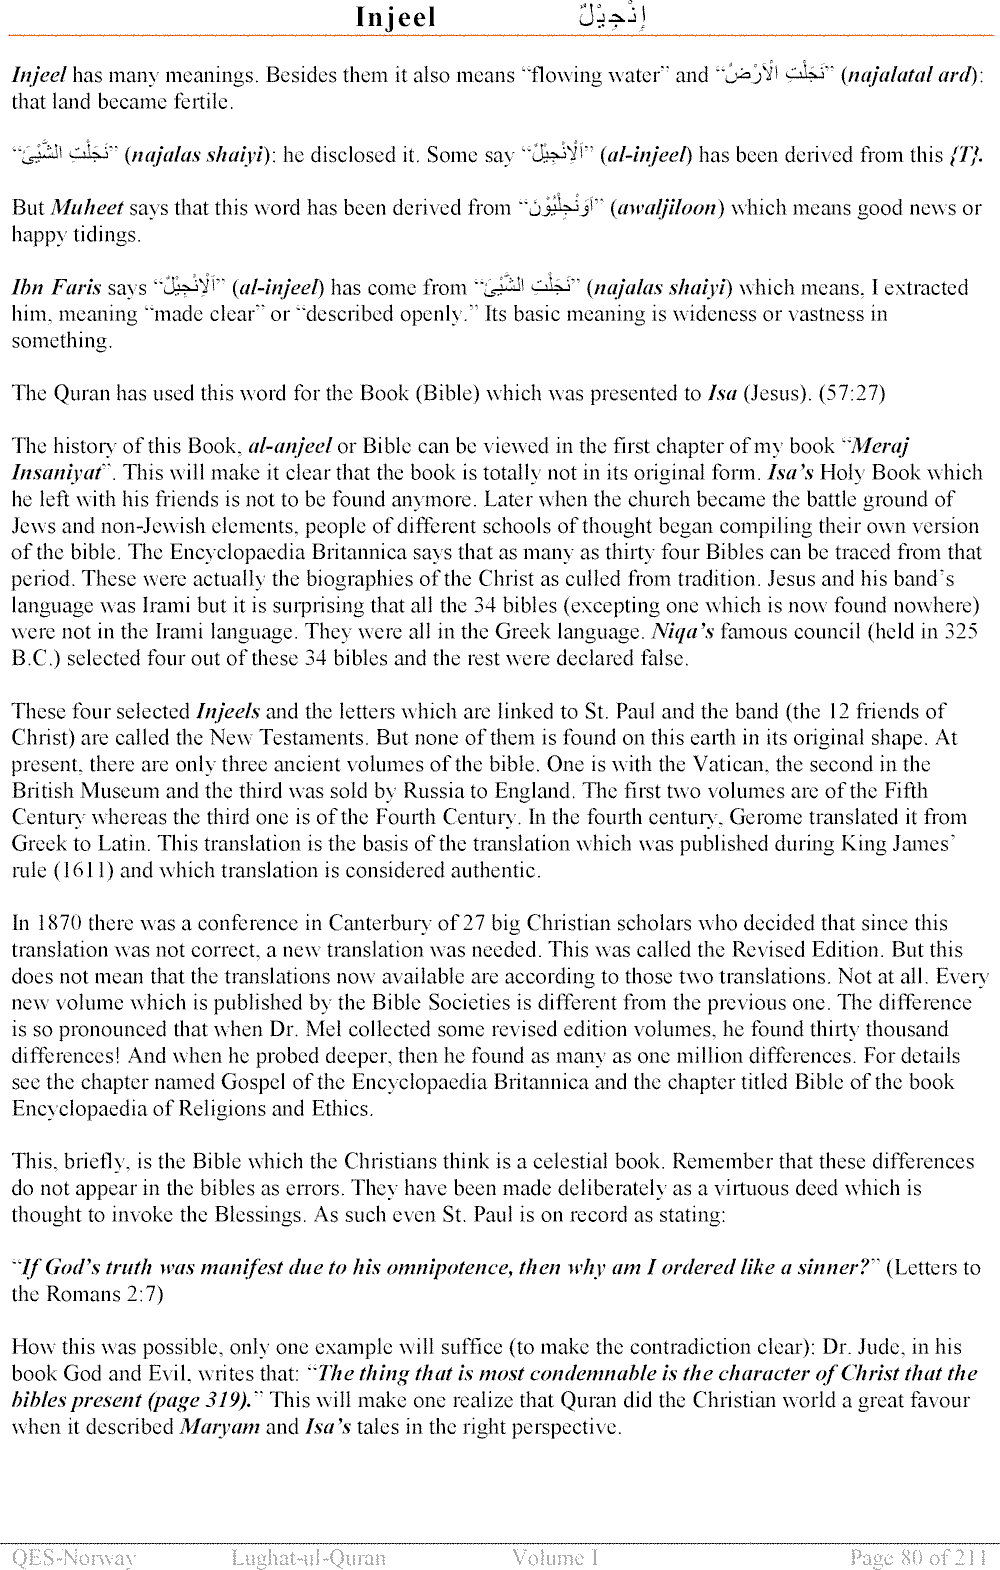 Injeel اِنْجِيْلٌ
Injeel has many meanings. Besides them it also means “flowing water” and “نَجَلْتِ الْاَرْضُ” (najalatal ard):
that land became fertile.
“نَجَلْتِ الشَّيْئَ” (najalas shaiyi): he disclosed it. Some say “اَلْاِنْجِيْلٌ” (al-injeel) has been derived from this {T}.
But Muheet says that this word has been derived from “اَوَنْجِلْيُوْنَ” (awaljiloon) which means good news or
happy tidings.
Ibn Faris says “اَلْاِنْجِيْلٌ” (al-injeel) has come from “نَجَلْتِ الشَّيْئَ” (najalas shaiyi) which means, I extracted
him, meaning “made clear” or “described openly.” Its basic meaning is wideness or vastness in
something.
The Quran has used this word for the Book (Bible) which was presented to Isa (Jesus). (57:27)
The history of this Book, al-anjeel or Bible can be viewed in the first chapter of my book “Meraj
Insaniyat”. This will make it clear that the book is totally not in its original form. Isa’s Holy Book which
he left with his friends is not to be found anymore. Later when the church became the battle ground of
Jews and non-Jewish elements, people of different schools of thought began compiling their own version
of the bible. The Encyclopaedia Britannica says that as many as thirty four Bibles can be traced from that
period. These were actually the biographies of the Christ as culled from tradition. Jesus and his band’s
language was Irami but it is surprising that all the 34 bibles (excepting one which is now found nowhere)
were not in the Irami language. They were all in the Greek language. Niqa’s famous council (held in 325
B.C.) selected four out of these 34 bibles and the rest were declared false.
These four selected Injeels and the letters which are linked to St. Paul and the band (the 12 friends of
Christ) are called the New Testaments. But none of them is found on this earth in its original shape. At
present, there are only three ancient volumes of the bible. One is with the Vatican, the second in the
British Museum and the third was sold by Russia to England. The first two volumes are of the Fifth
Century whereas the third one is of the Fourth Century. In the fourth century, Gerome translated it from
Greek to Latin. This translation is the basis of the translation which was published during King James’
rule (1611) and which translation is considered authentic.
In 1870 there was a conference in Canterbury of 27 big Christian scholars who decided that since this
translation was not correct, a new translation was needed. This was called the Revised Edition. But this
does not mean that the translations now available are according to those two translations. Not at all. Every
new volume which is published by the Bible Societies is different from the previous one. The difference
is so pronounced that when Dr. Mel collected some revised edition volumes, he found thirty thousand
differences! And when he probed deeper, then he found as many as one million differences. For details
see the chapter named Gospel of the Encyclopaedia Britannica and the chapter titled Bible of the book
Encyclopaedia of Religions and Ethics.
This, briefly, is the Bible which the Christians think is a celestial book. Remember that these differences
do not appear in the bibles as errors. They have been made deliberately as a virtuous deed which is
thought to invoke the Blessings. As such even St. Paul is on record as stating:
“If God’s truth was manifest due to his omnipotence, then why am I ordered like a sinner?” (Letters to
the Romans 2:7)
How this was possible, only one example will suffice (to make the contradiction clear): Dr. Jude, in his
book God and Evil, writes that: “The thing that is most condemnable is the character of Christ that the
bibles present (page 319).” This will make one realize that Quran did the Christian world a great favour
when it described Maryam and Isa’s tales in the right perspective.
QES-Norway Lughat-ul-Quran Volume I Page 80 of 211